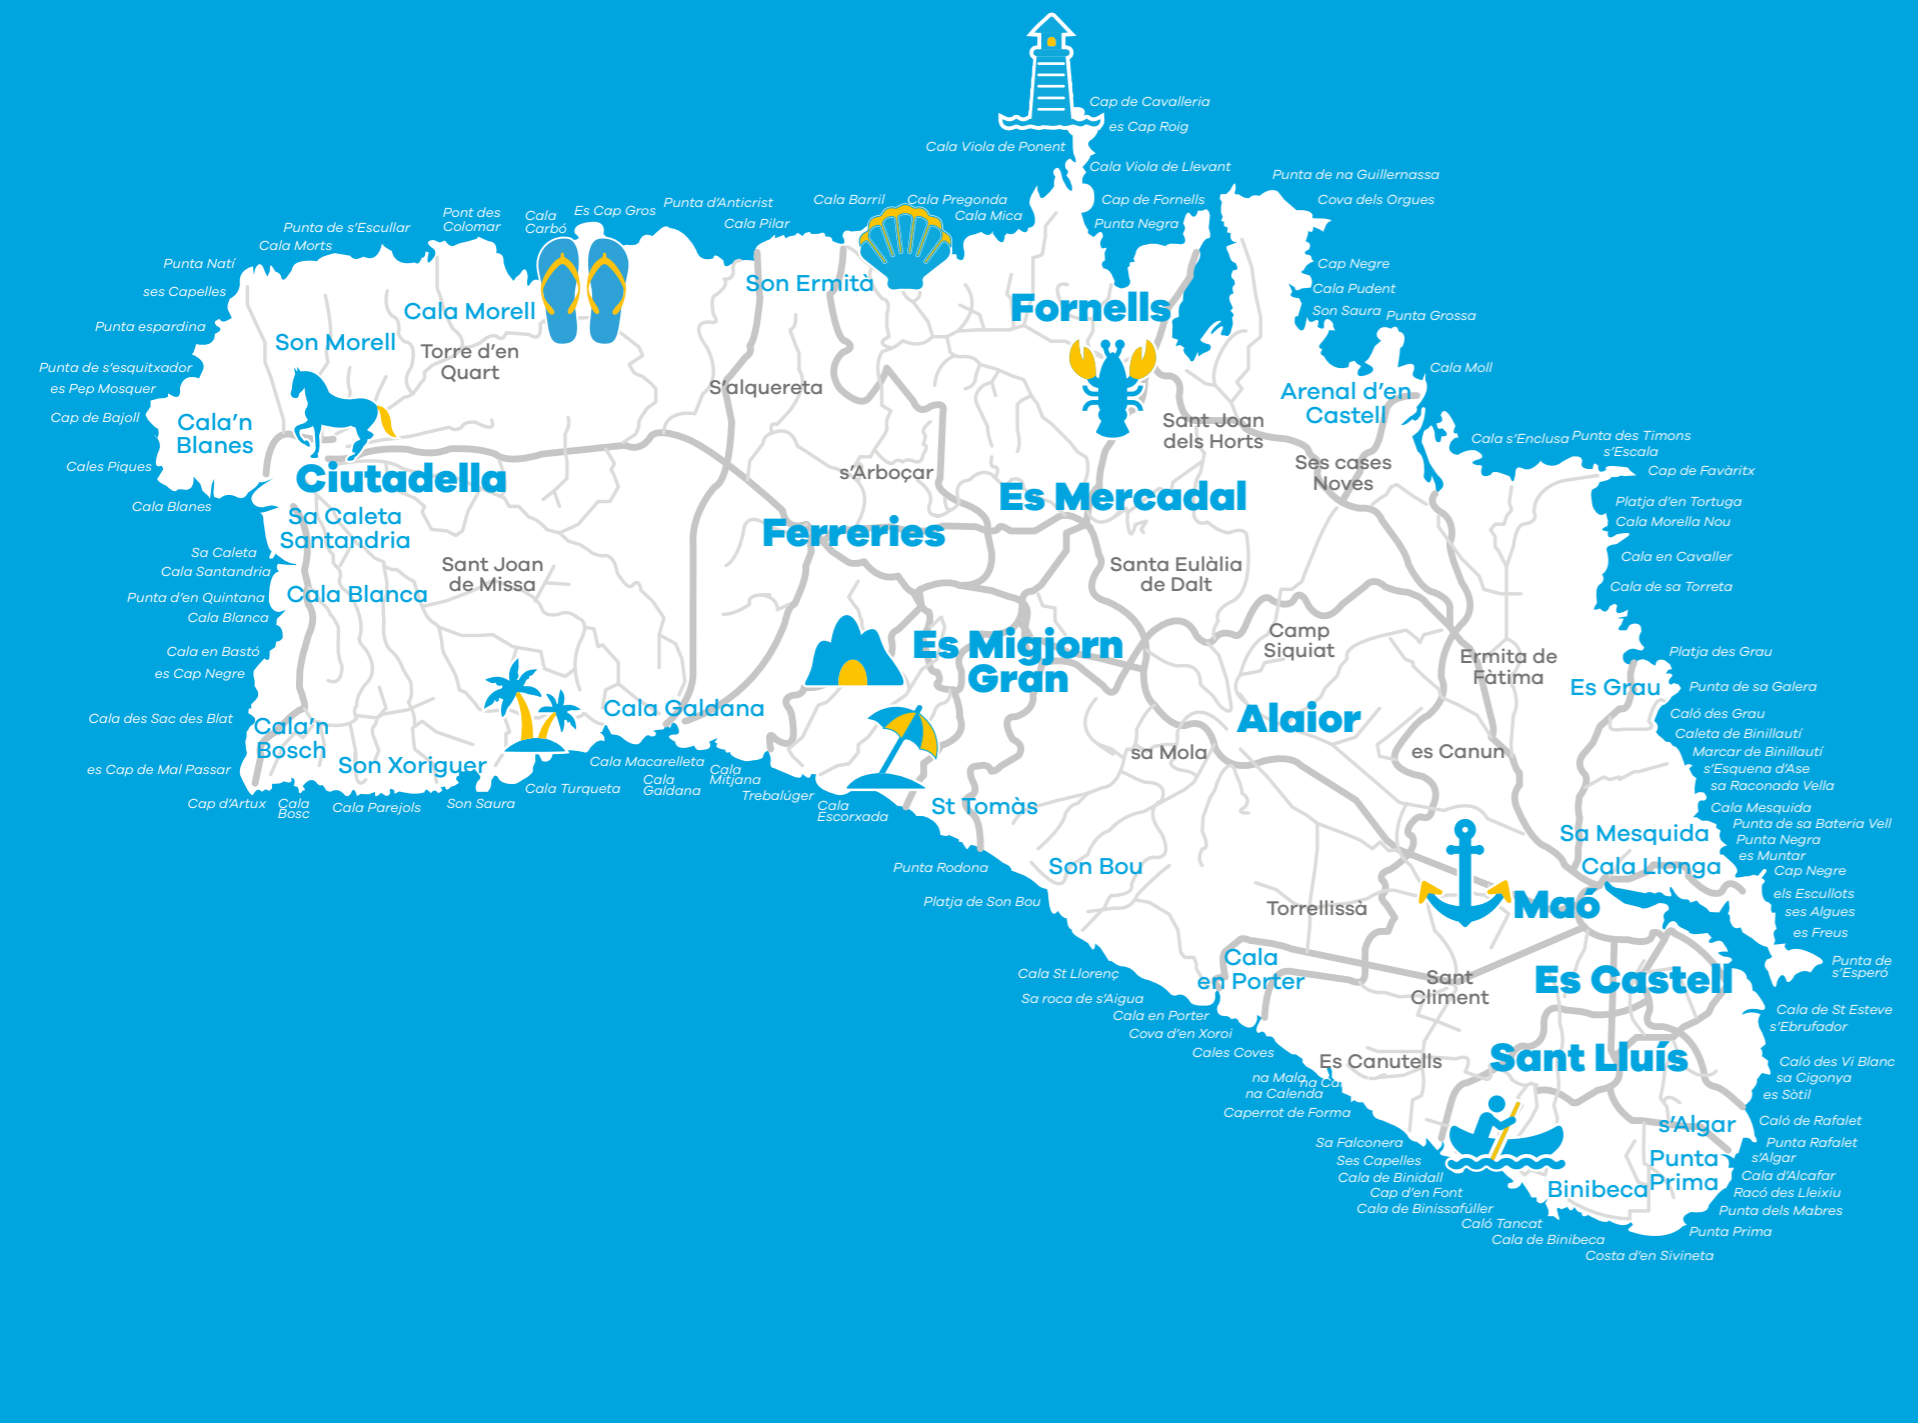 Cap de Cavalleria
es Cap Roig
Cala Viola de Ponent
Cala Viola de Llevant
Punta de na Guillernassa
Cova dels Orgues
Cap de Fornells
Punta Negra
Cala Barril
Cala Pregonda
Cala Mica
Punta d'Anticrist
Cala Pilar
Es Cap Gros
Cala
Carbó
Pont des
Colomar
Punta de s'Escullar
Cala Morts
Punta Natí
ses Capelles
Punta espardina
Punta de s'esquitxador
es Pep Mosquer
Cap de Bajoll
Cales Piques
Cala Blanes
Son Ermità
Cala Morell
Son Morell
Torre d'en
Quart
S'alquereta
Fornells
Cap Negre
Cala Pudent
Son Saura
Punta Grossa
Cala Moll
Arenal d'en
Castell
Cala'n
Blanes
Ciutadella
Sant Joan
dels Horts
Ses cases
Noves
s'Arboçar
Es Mercadal
Ferreries
Cala s'Enclusa
Punta des Timons
s'Escala
Cap de Favàritx
Platja d'en Tortuga
Cala Morella Nou
Cala en Cavaller
Cala de sa Torreta
Sa Caleta
Santandria
Sa Caleta
Cala Santandria
Punta d'en Quintana
Cala Blanca
Cala Blanca
Sant Joan
de Missa
Santa Eulàlia
de Dalt
Cala en Bastó
es Cap Negre
Cala des Sac des Blat
es Cap de Mal Passar
Cap d'Artux
Cala
Bosc
Cala Parejols
Son Saura
Cala Turqueta
Cala Macarelleta
Cala
Galdana
Cala
Mitjana
Trebalúger
Cala
Escorxada
Cala'n
Bosch
Son Xoriguer
Cala Galdana
Es Migjorn
Gran
Camp
Siquiat
Ermita de
Fàtima
Es Grau
Platja des Grau
Punta de sa Galera
Caló des Grau
Caleta de Binillautí
Marcar de Binillautí
s'Esquena d'Ase
sa Raconada Vella
Cala Mesquida
Punta de sa Bateria Vell
Punta Negra
es Muntar
Cap Negre
els Escullots
ses Algues
es Freus
Punta de
s'Esperó
Alaior
sa Mola
es Canun
St Tomàs
Son Bou
Sa Mesquida
Cala Llonga
Punta Rodona
Platja de Son Bou
Torrellissà
Maó
Cala
en Porter
Sant
Climent
Es Castell
Cala St Llorenç
Sa roca de s'Aigua
Cala en Porter
Cova d'en Xoroi
Cales Coves
na Mala
na Calenda
Caperrot de Forma
Es Canutells
Sant Lluís
Cala de St Esteve
s'Ebrufador
Caló des Vi Blanc
sa Cigonya
es Sòtil
Caló de Rafalet
Punta Rafalet
s'Algar
Cala d'Alcafar
Racó des Lleixiu
Punta dels Mabres
Punta Prima
s'Algar
Punta
Prima
Binibeca
Sa Falconera
Ses Capelles
Cala de Binidall
Cap d'en Font
Cala de Binissafúller
Caló Tancat
Cala de Binibeca
Costa d'en Sivineta